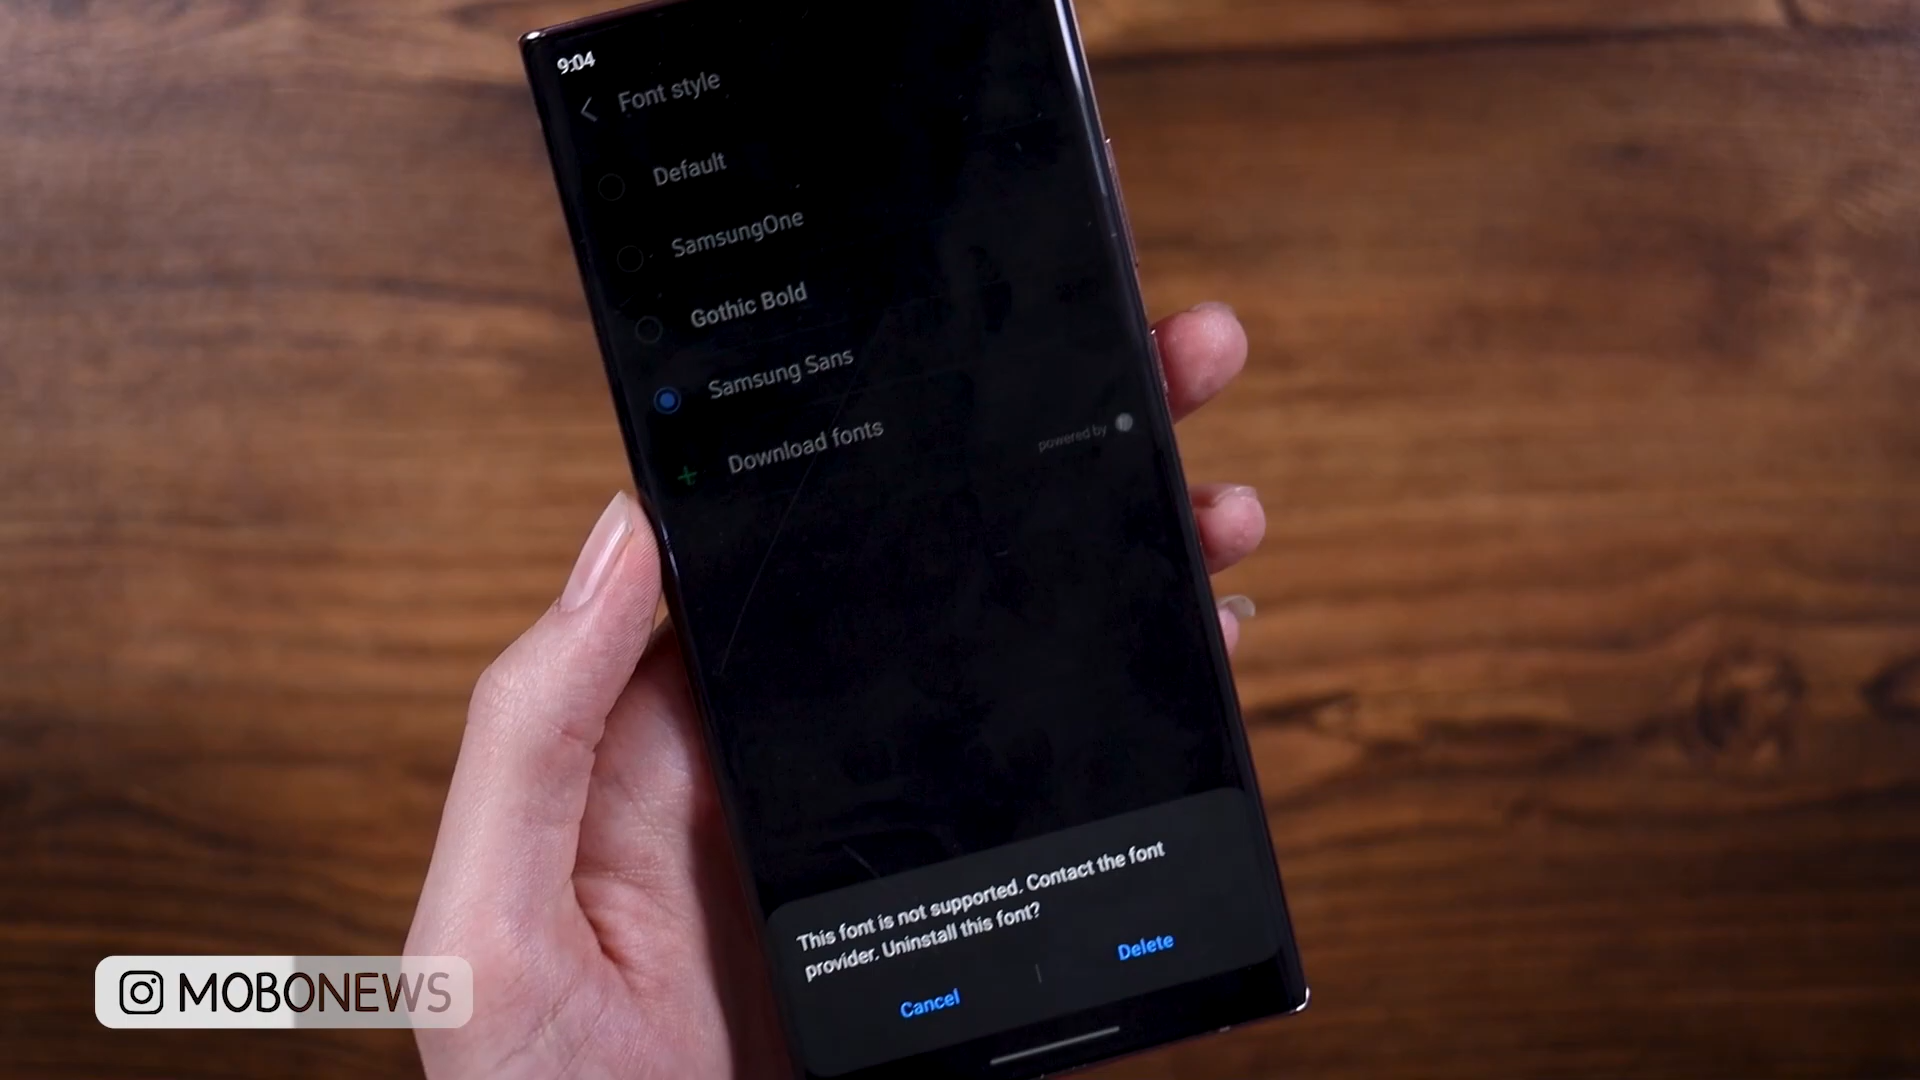 9:04
Font style
Default
SamsungOne
Gothic Bold
Samsung Sans
Download fonts
powered by
This font is not supported. Contact the font
provider. Uninstall this font?
Cancel
Delete
MOBONEWS